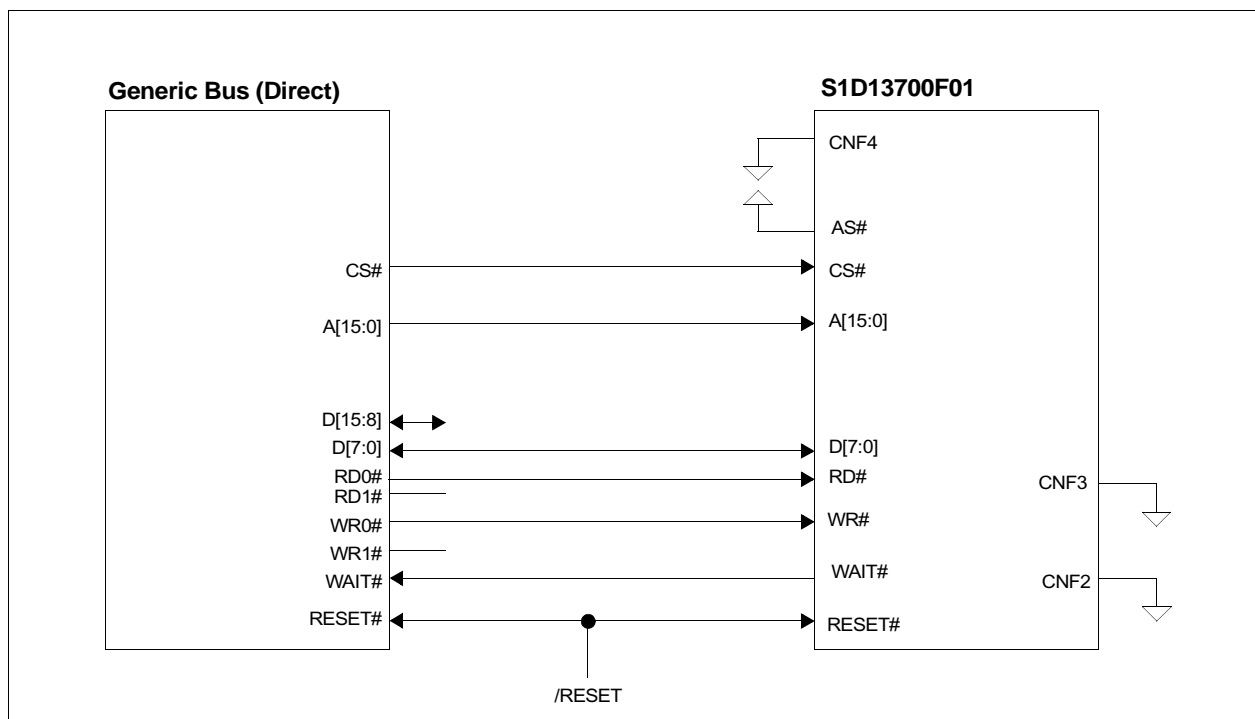 Generic Bus (Direct)
S1D13700F01
CNF4
AS#
CS#
CS#
A[15:0]
A[15:0]
D[15:8]
D[7:0]
D[7:0]
RD0#
RD#
RD1#
CNF3
WR0#
WR#
WR1#
WAIT#
WAIT#
CNF2
RESET#
RESET#
/RESET